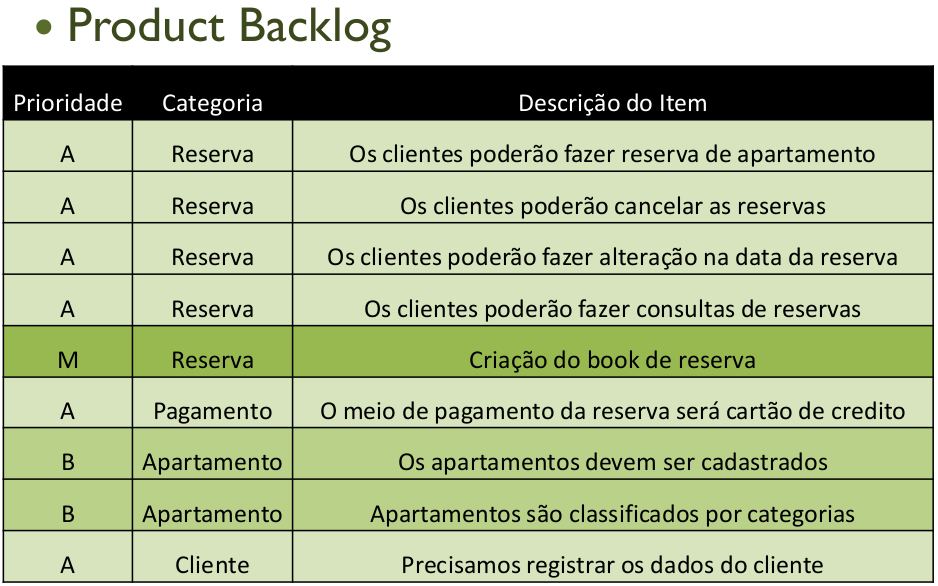 • Product Backlog
Prioridade Categoria Descrição do Item
A Reserva Os clientes poderão fazer reserva de apartamento
A Reserva Os clientes poderão cancelar as reservas
A Reserva Os clientes poderão fazer alteração na data da reserva
A Reserva Os clientes poderão fazer consultas de reservas
M Reserva Criação do book de reserva
A Pagamento O meio de pagamento da reserva será cartão de credito
B Apartamento Os apartamentos devem ser cadastrados
B Apartamento Apartamentos são classificados por categorias
A Cliente Precisamos registrar os dados do cliente